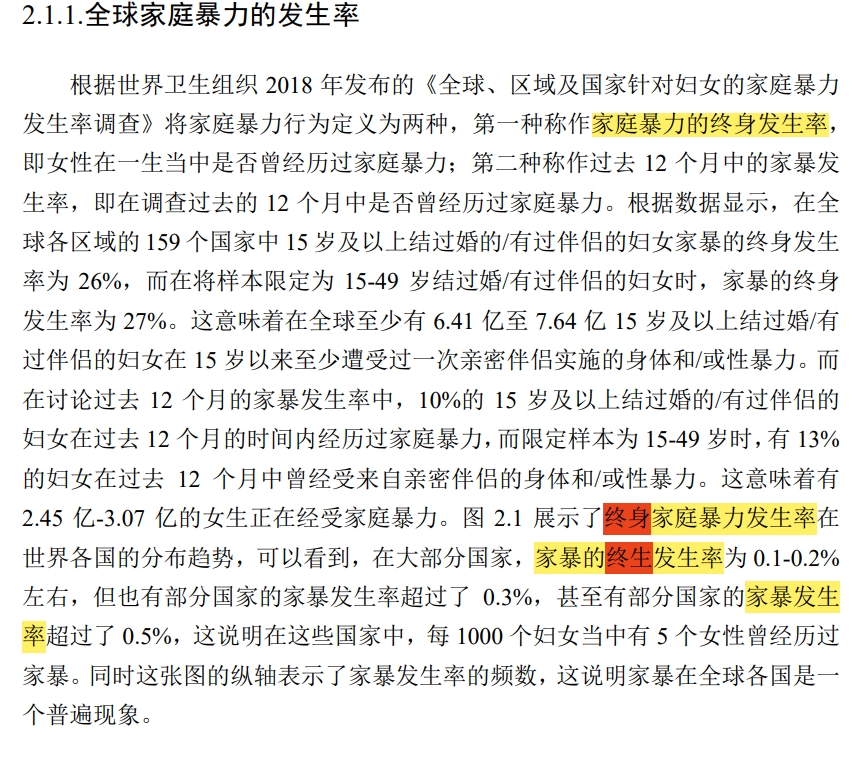 2.1.1.全球家庭暴力的发生率
根据世界卫生组织 2018 年发布的《全球、区域及国家针对妇女的家庭暴力
发生率调查》将家庭暴力行为定义为两种，第一种称作家庭暴力的终身发生率，
即女性在一生当中是否曾经历过家庭暴力；第二种称作过去 12 个月中的家暴发
生率，即在调查过去的 12 个月中是否曾经历过家庭暴力。根据数据显示，在全
球各区域的 159 个国家中 15 岁及以上结过婚的/有过伴侣的妇女家暴的终身发生
率为 26%，而在将样本限定为 15-49 岁结过婚/有过伴侣的妇女时，家暴的终身
发生率为 27%。这意味着在全球至少有 6.41 亿至 7.64 亿 15 岁及以上结过婚/有
过伴侣的妇女在 15 岁以来至少遭受过一次亲密伴侣实施的身体和/或性暴力。而
在讨论过去 12 个月的家暴发生率中，10%的 15 岁及以上结过婚的/有过伴侣的
妇女在过去 12 个月的时间内经历过家庭暴力，而限定样本为 15-49 岁时，有 13%
的妇女在过去 12 个月中曾经受来自亲密伴侣的身体和/或性暴力。这意味着有
2.45 亿-3.07 亿的女生正在经受家庭暴力。图 2.1 展示了终身家庭暴力发生率在
世界各国的分布趋势，可以看到，在大部分国家，家暴的终生发生率为 0.1-0.2%
左右，但也有部分国家的家暴发生率超过了 0.3%，甚至有部分国家的家暴发生
率超过了 0.5%，这说明在这些国家中，每 1000 个妇女当中有 5 个女性曾经历过
家暴。同时这张图的纵轴表示了家暴发生率的频数，这说明家暴在全球各国是一
个普遍现象。